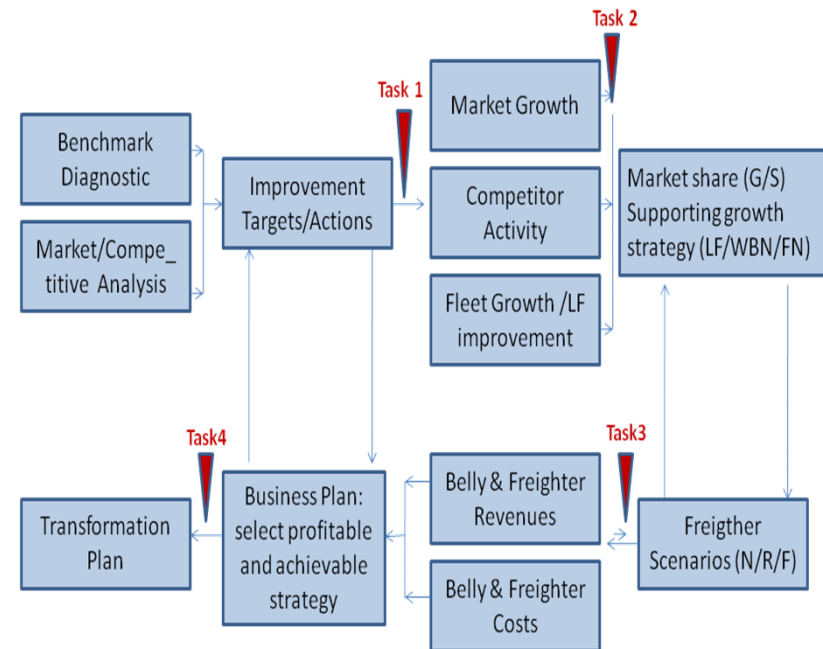 Task 2
Task 1
Market Growth
Benchmark
Diagnostic
Improvement
Targets/Actions
Market/Compe_
titive Analysis
Competitor
Activity
Market share (G/S)
Supporting growth
strategy (LF/WBN/FN)
Fleet Growth /LF
improvement
Task4
Task3
Transformation
Plan
Business Plan:
select profitable
and achievable
strategy
Belly & Freighter
Revenues
Belly & Freighter
Costs
Freigther
Scenarios (N/R/F)